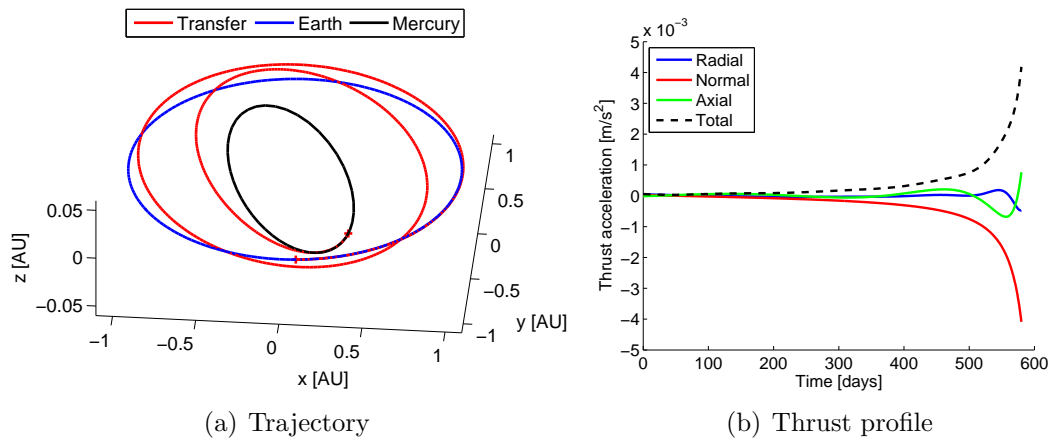 Transfer Earth Mercury
0.05
0
−0.05
z [AU]
−1
−0.5
0
0.5
1
x [AU]
1
0.5
0
−0.5
−1
y [AU]
(a) Trajectory
x 10⁻³
5
4
3
2
1
0
−1
−2
−3
−4
−5
Thrust acceleration [m/s²]
Radial
Normal
Axial
Total
0 100 200 300 400 500 600
Time [days]
(b) Thrust profile